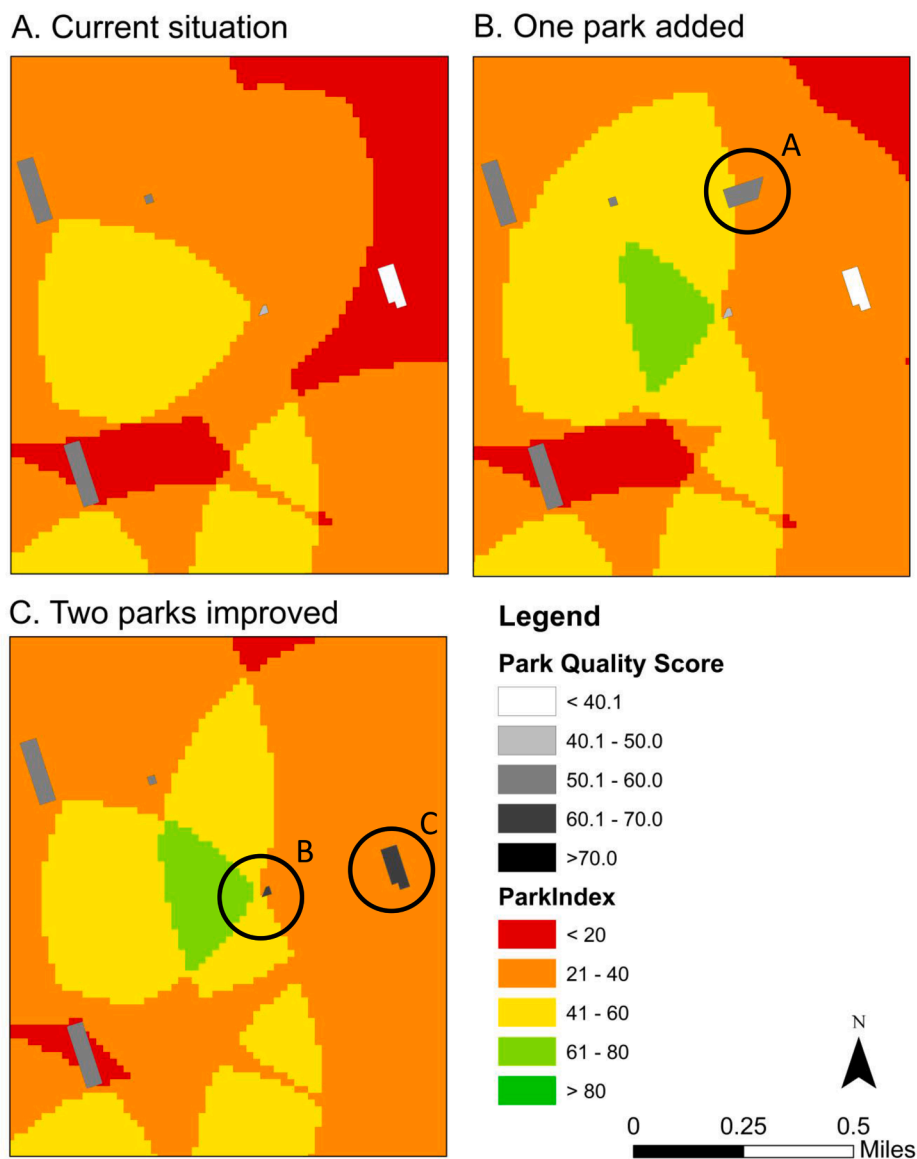 A. Current situation
B. One park added
A
C. Two parks improved
B
C
Legend
Park Quality Score
< 40.1
40.1 - 50.0
50.1 - 60.0
60.1 - 70.0
>70.0
ParkIndex
< 20
21 - 40
41 - 60
61 - 80
> 80
N
0 0.25 0.5
Miles